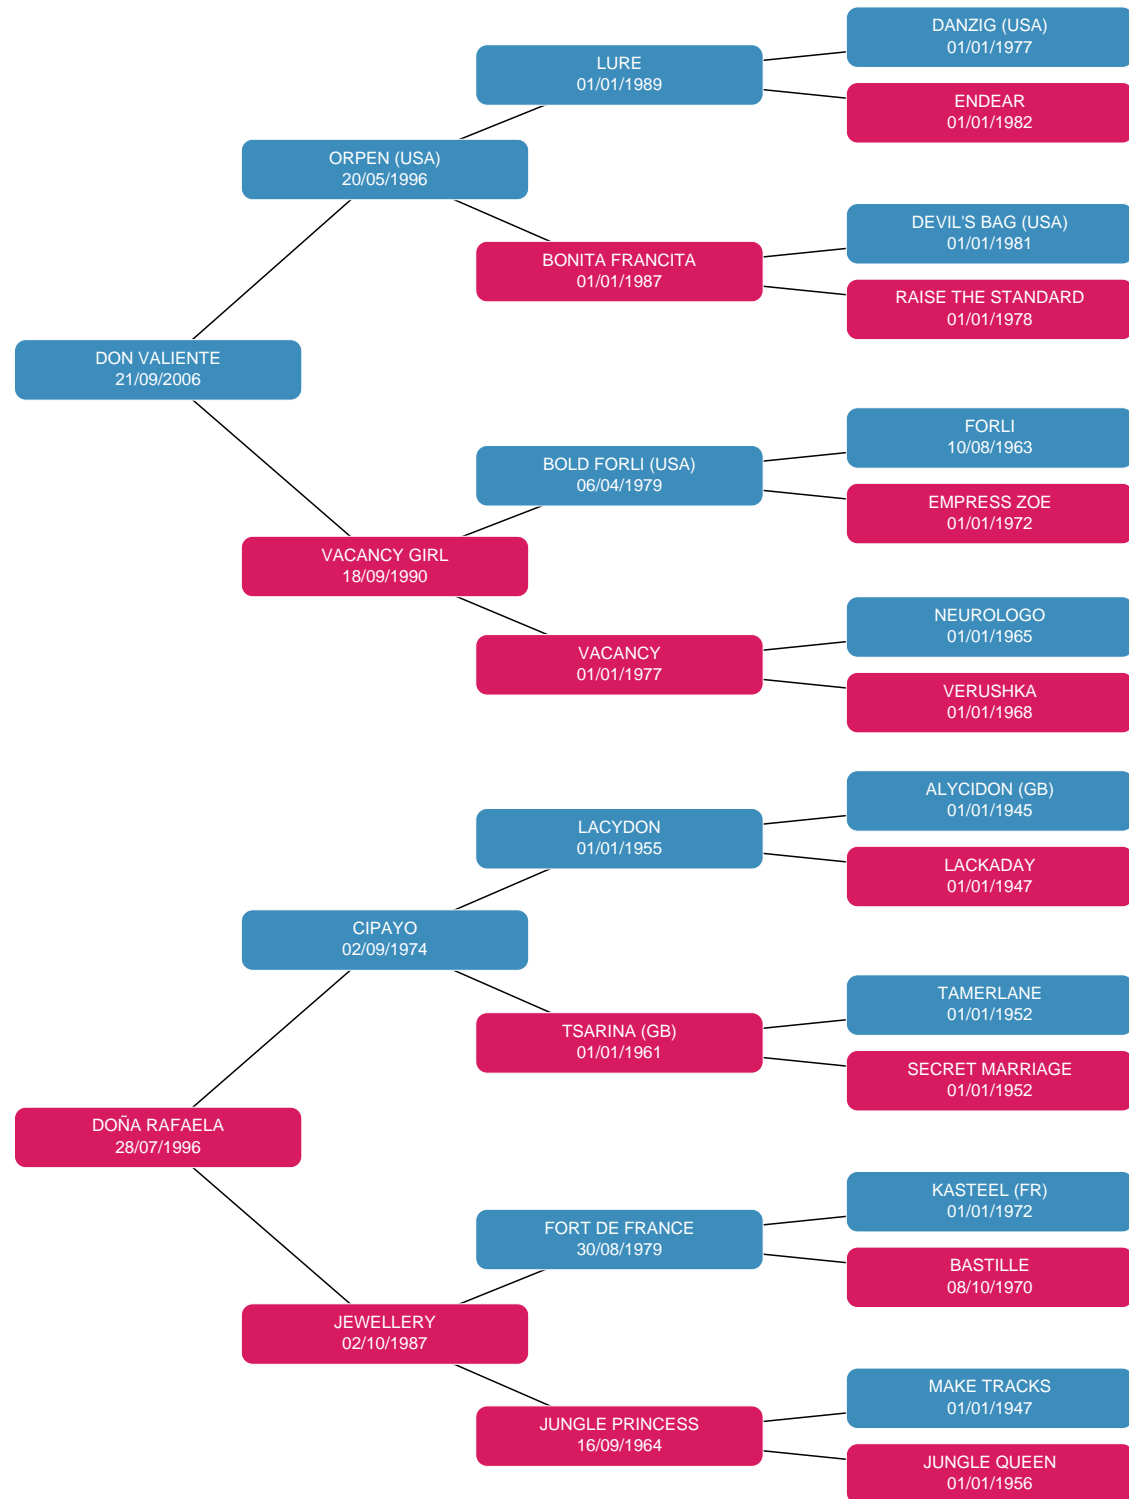 DANZIG (USA)
01/01/1977
LURE
01/01/1989
ENDEAR
01/01/1982
ORPEN (USA)
20/05/1996
DEVIL'S BAG (USA)
01/01/1981
BONITA FRANCITA
01/01/1987
RAISE THE STANDARD
01/01/1978
DON VALIENTE
21/09/2006
FORLI
10/08/1963
BOLD FORLI (USA)
06/04/1979
EMPRESS ZOE
01/01/1972
VACANCY GIRL
18/09/1990
NEUROLOGO
01/01/1965
VACANCY
01/01/1977
VERUSHKA
01/01/1968
ALYCIDON (GB)
01/01/1945
LACYDON
01/01/1955
LACKADAY
01/01/1947
CIPAYO
02/09/1974
TAMERLANE
01/01/1952
TSARINA (GB)
01/01/1961
SECRET MARRIAGE
01/01/1952
DOÑA RAFAELA
28/07/1996
KASTEEL (FR)
01/01/1972
FORT DE FRANCE
30/08/1979
BASTILLE
08/10/1970
JEWELLERY
02/10/1987
MAKE TRACKS
01/01/1947
JUNGLE PRINCESS
16/09/1964
JUNGLE QUEEN
01/01/1956